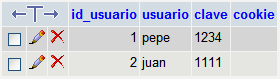 id_usuario usuario clave cookie
1 pepe 1234
2 juan 1111